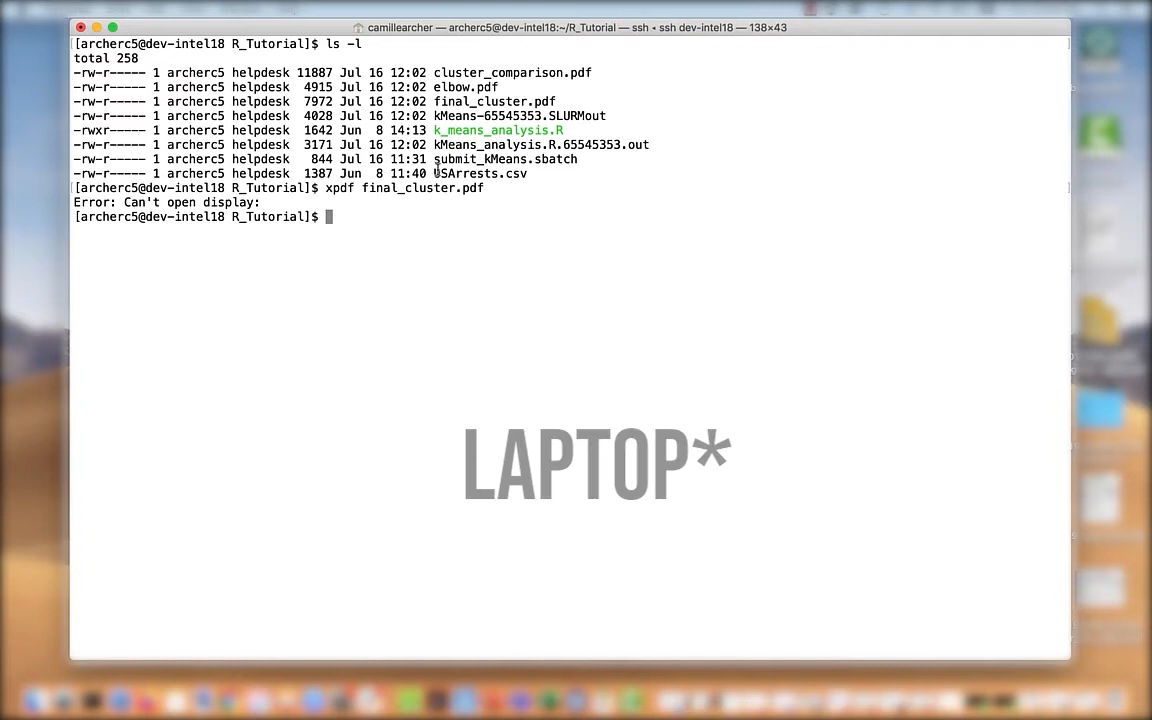 camillearcher — archerc5@dev-intel18:~/R_Tutorial — ssh • ssh dev-intel18 — 138×43
[archerc5@dev-intel18 R_Tutorial]$ ls -l
total 258
-rw-r----- 1 archerc5 helpdesk 11887 Jul 16 12:02 cluster_comparison.pdf
-rw-r----- 1 archerc5 helpdesk  4915 Jul 16 12:02 elbow.pdf
-rw-r----- 1 archerc5 helpdesk  7972 Jul 16 12:02 final_cluster.pdf
-rw-r----- 1 archerc5 helpdesk  4028 Jul 16 12:02 kMeans-65545353.SLURMout
-rwxr----- 1 archerc5 helpdesk  1642 Jun  8 14:13 k_means_analysis.R
-rw-r----- 1 archerc5 helpdesk  3171 Jul 16 12:02 kMeans_analysis.R.65545353.out
-rw-r----- 1 archerc5 helpdesk   844 Jul 16 11:31 submit_kMeans.sbatch
-rw-r----- 1 archerc5 helpdesk  1387 Jun  8 11:40 USArrests.csv
[archerc5@dev-intel18 R_Tutorial]$ xpdf final_cluster.pdf
Error: Can't open display:
[archerc5@dev-intel18 R_Tutorial]$
LAPTOP*